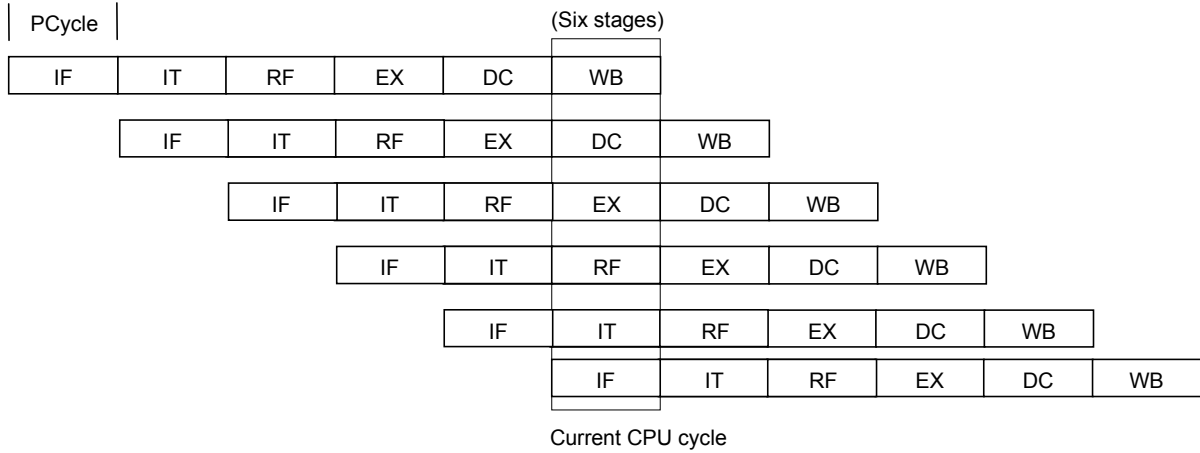 PCycle (Six stages)
IF IT RF EX DC WB
IF IT RF EX DC WB
IF IT RF EX DC WB
IF IT RF EX DC WB
IF IT RF EX DC WB
IF IT RF EX DC WB
Current CPU cycle